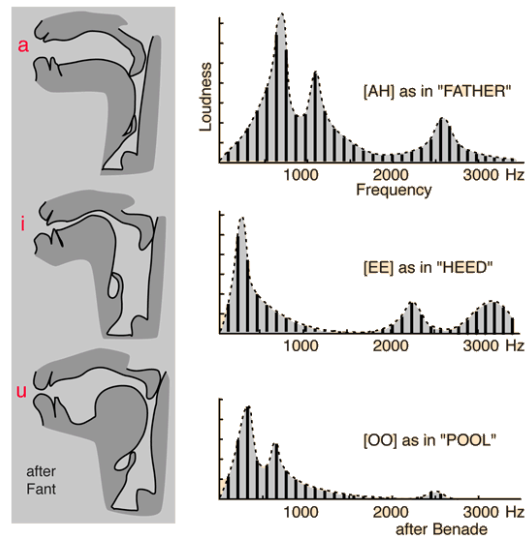 a
Loudness
[AH] as in "FATHER"
1000 2000 3000 Hz
Frequency
i
[EE] as in "HEED"
1000 2000 3000 Hz
u
[OO] as in "POOL"
after
Fant
1000 2000 3000 Hz
after Benade